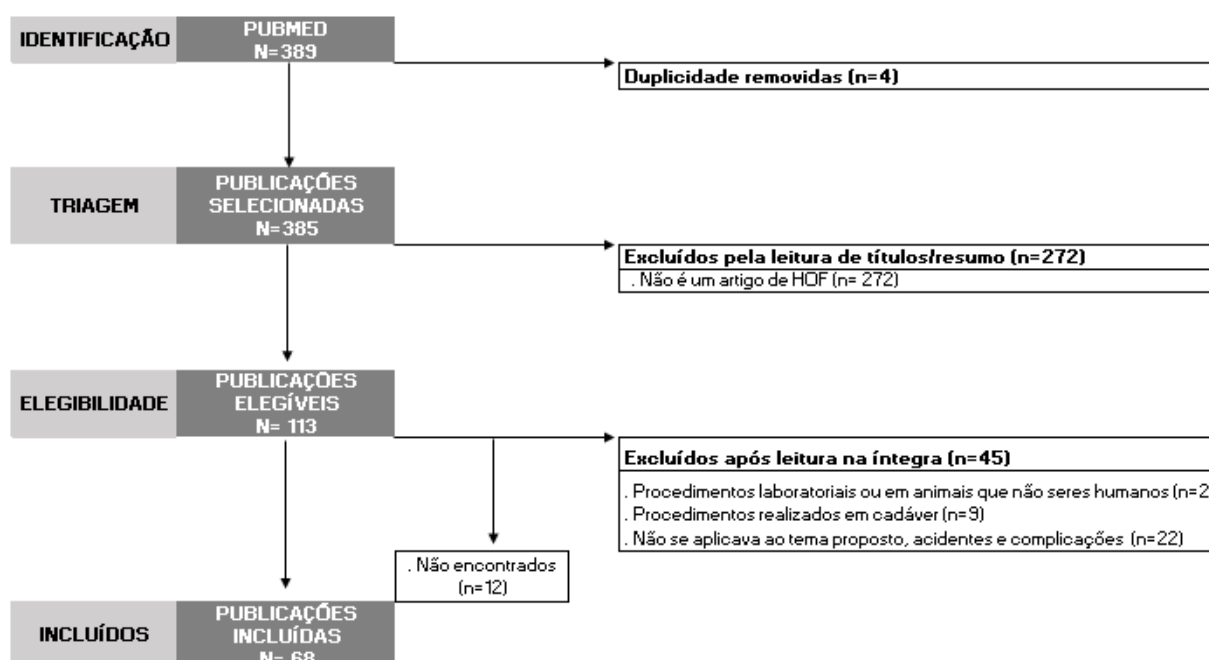 IDENTIFICAÇÃO
PUBMED
N=389
Duplicidade removidas (n=4)
TRIAGEM
PUBLICAÇÕES
SELECIONADAS
N=385
Excluídos pela leitura de títulos/resumo (n=272)
. Não é um artigo de HOF (n= 272)
ELEGIBILIDADE
PUBLICAÇÕES
ELEGÍVEIS
N= 113
Excluídos após leitura na íntegra (n=45)
. Procedimentos laboratoriais ou em animais que não seres humanos (n=2
. Procedimentos realizados em cadáver (n=9)
. Não se aplicava ao tema proposto, acidentes e complicações (n=22)
. Não encontrados
(n=12)
INCLUÍDOS
PUBLICAÇÕES
INCLUÍDAS
N= 68